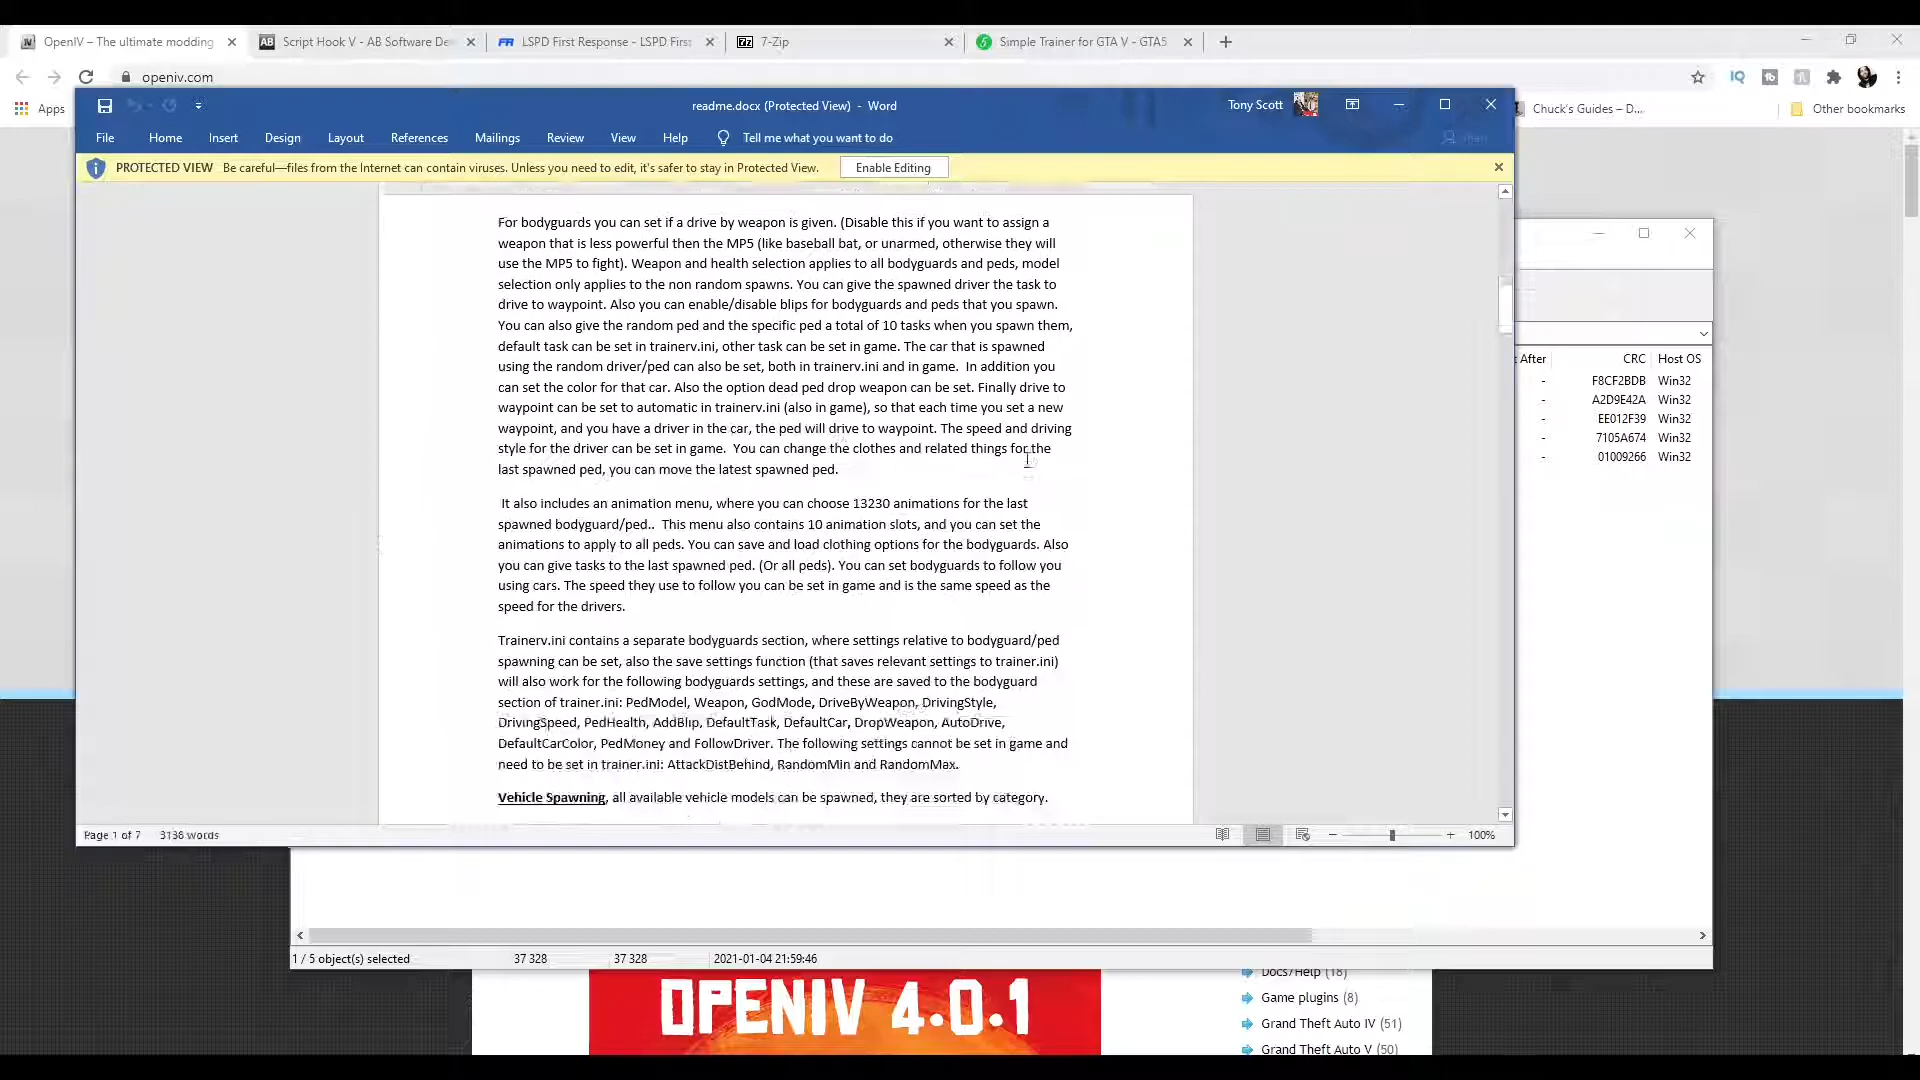 OpenIV – The ultimate modding
Script Hook V - AB Software De
LSPD First Response - LSPD First
7-Zip
Simple Trainer for GTA V - GTA5
openiv.com
Apps
Chuck's Guides – D...
Other bookmarks
readme.docx (Protected View) - Word
Tony Scott
File Home Insert Design Layout References Mailings Review View Help Tell me what you want to do
Share
PROTECTED VIEW Be careful—files from the Internet can contain viruses. Unless you need to edit, it's safer to stay in Protected View. Enable Editing
For bodyguards you can set if a drive by weapon is given. (Disable this if you want to assign a
weapon that is less powerful then the MP5 (like baseball bat, or unarmed, otherwise they will
use the MP5 to fight). Weapon and health selection applies to all bodyguards and peds, model
selection only applies to the non random spawns. You can give the spawned driver the task to
drive to waypoint. Also you can enable/disable blips for bodyguards and peds that you spawn.
You can also give the random ped and the specific ped a total of 10 tasks when you spawn them,
default task can be set in trainerv.ini, other task can be set in game. The car that is spawned
using the random driver/ped can also be set, both in trainerv.ini and in game.  In addition you
can set the color for that car. Also the option dead ped drop weapon can be set. Finally drive to
waypoint can be set to automatic in trainerv.ini (also in game), so that each time you set a new
waypoint, and you have a driver in the car, the ped will drive to waypoint. The speed and driving
style for the driver can be set in game.  You can change the clothes and related things for the
last spawned ped, you can move the latest spawned ped.
It also includes an animation menu, where you can choose 13230 animations for the last
spawned bodyguard/ped..  This menu also contains 10 animation slots, and you can set the
animations to apply to all peds. You can save and load clothing options for the bodyguards. Also
you can give tasks to the last spawned ped. (Or all peds). You can set bodyguards to follow you
using cars. The speed they use to follow you can be set in game and is the same speed as the
speed for the drivers.
Trainerv.ini contains a separate bodyguards section, where settings relative to bodyguard/ped
spawning can be set, also the save settings function (that saves relevant settings to trainer.ini)
will also work for the following bodyguards settings, and these are saved to the bodyguard
section of trainer.ini: PedModel, Weapon, GodMode, DriveByWeapon, DrivingStyle,
DrivingSpeed, PedHealth, AddBlip, DefaultTask, DefaultCar, DropWeapon, AutoDrive,
DefaultCarColor, PedMoney and FollowDriver. The following settings cannot be set in game and
need to be set in trainer.ini: AttackDistBehind, RandomMin and RandomMax.
Vehicle Spawning, all available vehicle models can be spawned, they are sorted by category.
Page 1 of 7 3136 words
100%
t After CRC Host OS
- F8CF2BDB Win32
- A2D9E42A Win32
- EE012F39 Win32
- 7105A674 Win32
- 01009266 Win32
1 / 5 object(s) selected 37 328 37 328 2021-01-04 21:59:46
OPENIV 4.0.1
Docs/Help (18)
Game plugins (8)
Grand Theft Auto IV (51)
Grand Theft Auto V (50)